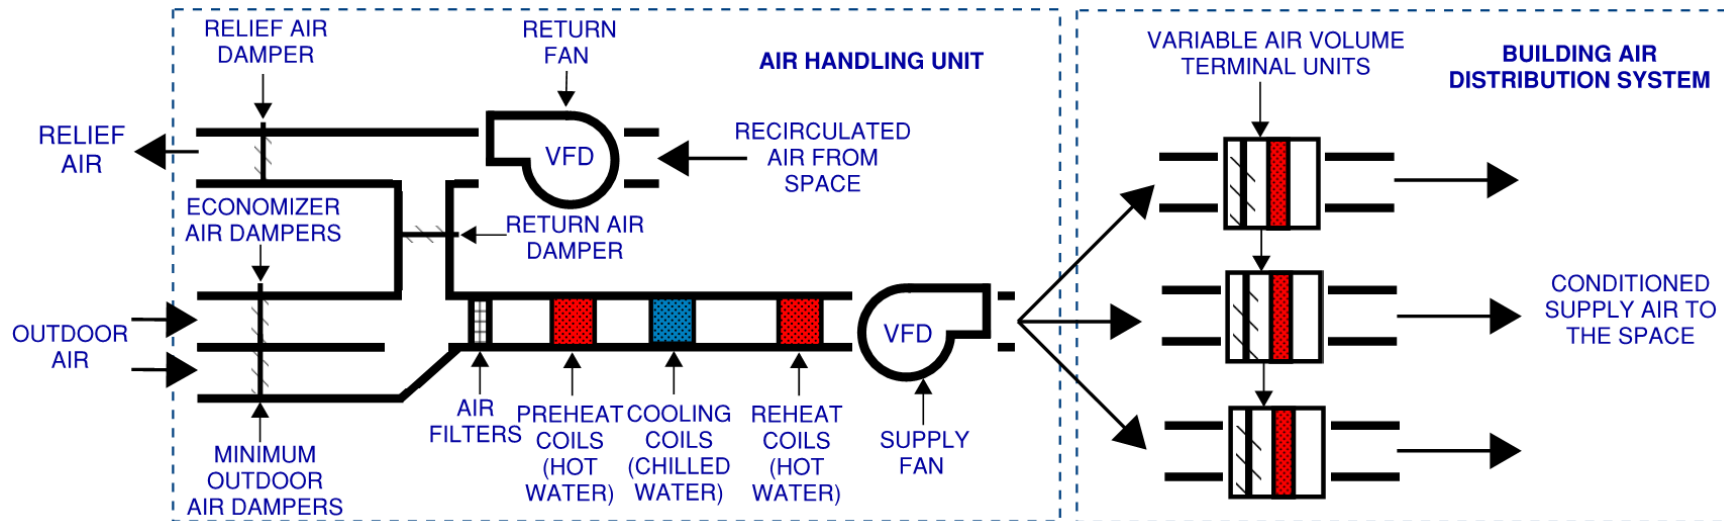 RELIEF AIR
DAMPER
RETURN
FAN
AIR HANDLING UNIT
VARIABLE AIR VOLUME
TERMINAL UNITS
BUILDING AIR
DISTRIBUTION SYSTEM
RELIEF
AIR
VFD
RECIRCULATED
AIR FROM
SPACE
ECONOMIZER
AIR DAMPERS
RETURN AIR
DAMPER
OUTDOOR
AIR
VFD
CONDITIONED
SUPPLY AIR TO
THE SPACE
MINIMUM
OUTDOOR
AIR DAMPERS
AIR
FILTERS
PREHEAT
COILS
(HOT
WATER)
COOLING
COILS
(CHILLED
WATER)
REHEAT
COILS
(HOT
WATER)
SUPPLY
FAN